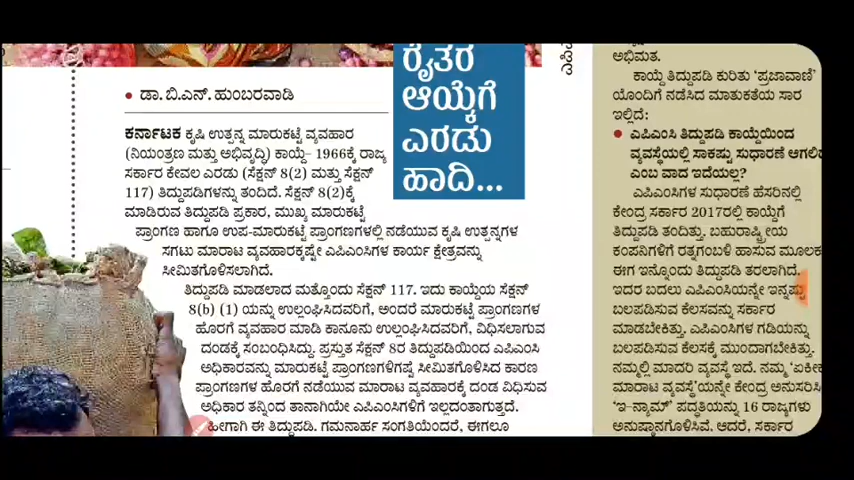 ರೈತರ
ಆಯ್ಕೆಗೆ
ಎರಡು
ಹಾದಿ...
ಡಾ. ಬಿ.ಎನ್. ಹುಂಬರವಾಡಿ
ಕರ್ನಾಟಕ ಕೃಷಿ ಉತ್ಪನ್ನ ಮಾರುಕಟ್ಟೆ ವ್ಯವಹಾರ
(ನಿಯಂತ್ರಣ ಮತ್ತು ಅಭಿವೃದ್ಧಿ) ಕಾಯ್ದೆ– 1966ಕ್ಕೆ ರಾಜ್ಯ
ಸರ್ಕಾರ ಕೇವಲ ಎರಡು (ಸೆಕ್ಷನ್ 8(2) ಮತ್ತು ಸೆಕ್ಷನ್
117) ತಿದ್ದುಪಡಿಗಳನ್ನು ತಂದಿದೆ. ಸೆಕ್ಷನ್ 8(2)ಕ್ಕೆ
ಮಾಡಿರುವ ತಿದ್ದುಪಡಿ ಪ್ರಕಾರ, ಮುಖ್ಯ ಮಾರುಕಟ್ಟೆ
ಪ್ರಾಂಗಣ ಹಾಗೂ ಉಪ-ಮಾರುಕಟ್ಟೆ ಪ್ರಾಂಗಣಗಳಲ್ಲಿ ನಡೆಯುವ ಕೃಷಿ ಉತ್ಪನ್ನಗಳ
ಸಗಟು ಮಾರಾಟ ವ್ಯವಹಾರಕ್ಕಷ್ಟೇ ಎಪಿಎಂಸಿಗಳ ಕಾರ್ಯ ಕ್ಷೇತ್ರವನ್ನು
ಸೀಮಿತಗೊಳಿಸಲಾಗಿದೆ.
ತಿದ್ದುಪಡಿ ಮಾಡಲಾದ ಮತ್ತೊಂದು ಸೆಕ್ಷನ್ 117. ಇದು ಕಾಯ್ದೆಯ ಸೆಕ್ಷನ್
8(b) (1) ಯನ್ನು ಉಲ್ಲಂಘಿಸಿದವರಿಗೆ, ಅಂದರೆ ಮಾರುಕಟ್ಟೆ ಪ್ರಾಂಗಣಗಳ
ಹೊರಗೆ ವ್ಯವಹಾರ ಮಾಡಿ ಕಾನೂನು ಉಲ್ಲಂಘಿಸಿದವರಿಗೆ, ವಿಧಿಸಲಾಗುವ
ದಂಡಕ್ಕೆ ಸಂಬಂಧಿಸಿದ್ದು. ಪ್ರಸ್ತುತ ಸೆಕ್ಷನ್ 8ರ ತಿದ್ದುಪಡಿಯಿಂದ ಎಪಿಎಂಸಿ
ಅಧಿಕಾರವನ್ನು ಮಾರುಕಟ್ಟೆ ಪ್ರಾಂಗಣಗಳಿಗಷ್ಟೆ ಸೀಮಿತಗೊಳಿಸಿದ ಕಾರಣ
ಪ್ರಾಂಗಣಗಳ ಹೊರಗೆ ನಡೆಯುವ ಮಾರಾಟ ವ್ಯವಹಾರಕ್ಕೆ ದಂಡ ವಿಧಿಸುವ
ಅಧಿಕಾರ ತನ್ನಿಂದ ತಾನಾಗಿಯೇ ಎಪಿಎಂಸಿಗಳಿಗೆ ಇಲ್ಲದಂತಾಗುತ್ತದೆ.
ಹೀಗಾಗಿ ಈ ತಿದ್ದುಪಡಿ. ಗಮನಾರ್ಹ ಸಂಗತಿಯೆಂದರೆ, ಈಗಲೂ
ಅಭಿಮತ.
ಕಾಯ್ದೆ ತಿದ್ದುಪಡಿ ಕುರಿತು ‘ಪ್ರಜಾವಾಣಿ’
ಯೊಂದಿಗೆ ನಡೆಸಿದ ಮಾತುಕತೆಯ ಸಾರ
ಇಲ್ಲಿದೆ:
ಎಪಿಎಂಸಿ ತಿದ್ದುಪಡಿ ಕಾಯ್ದೆಯಿಂದ
ವ್ಯವಸ್ಥೆಯಲ್ಲಿ ಸಾಕಷ್ಟು ಸುಧಾರಣೆ
ಎಂಬ ವಾದ ಇದೆಯಲ್ಲ?
ಎಪಿಎಂಸಿಗಳ ಸುಧಾರಣೆ ಹೆಸರಿನಲ್ಲಿ
ಕೇಂದ್ರ ಸರ್ಕಾರ 2017ರಲ್ಲಿ ಕಾಯ್ದೆಗೆ
ತಿದ್ದುಪಡಿ ತಂದಿತ್ತು. ಬಹುರಾಷ್ಟ್ರೀಯ
ಕಂಪನಿಗಳಿಗೆ ರತ್ನಗಂಬಳಿ ಹಾಸುವ ಮೂಲಕ
ಈಗ ಇನ್ನೊಂದು ತಿದ್ದುಪಡಿ ತರಲಾಗಿದೆ.
ಇದರ ಬದಲು ಎಪಿಎಂಸಿಯನ್ನೇ ಇನ್ನಷ್ಟು
ಬಲಪಡಿಸುವ ಕೆಲಸವನ್ನು ಸರ್ಕಾರ
ಮಾಡಬೇಕಿತ್ತು. ಎಪಿಎಂಸಿಗಳ ಗಡಿಯನ್ನು
ಬಲಪಡಿಸುವ ಕೆಲಸಕ್ಕೆ ಮುಂದಾಗಬೇಕಿತ್ತು.
ನಮ್ಮಲ್ಲಿ ಮಾದರಿ ವ್ಯವಸ್ಥೆ ಇದೆ. ನಮ್ಮ
ಮಾರಾಟ ವ್ಯವಸ್ಥೆ’ಯನ್ನೇ ಕೇಂದ್ರ ಅನುಸರಿಸಿ
‘ಇ–ನ್ಯಾಮ್’ ಪದ್ಧತಿಯನ್ನು 16 ರಾಜ್ಯಗಳು
ಅನುಷ್ಠಾನಗೊಳಿಸಿವೆ. ಆದರೆ, ಸರ್ಕಾರ